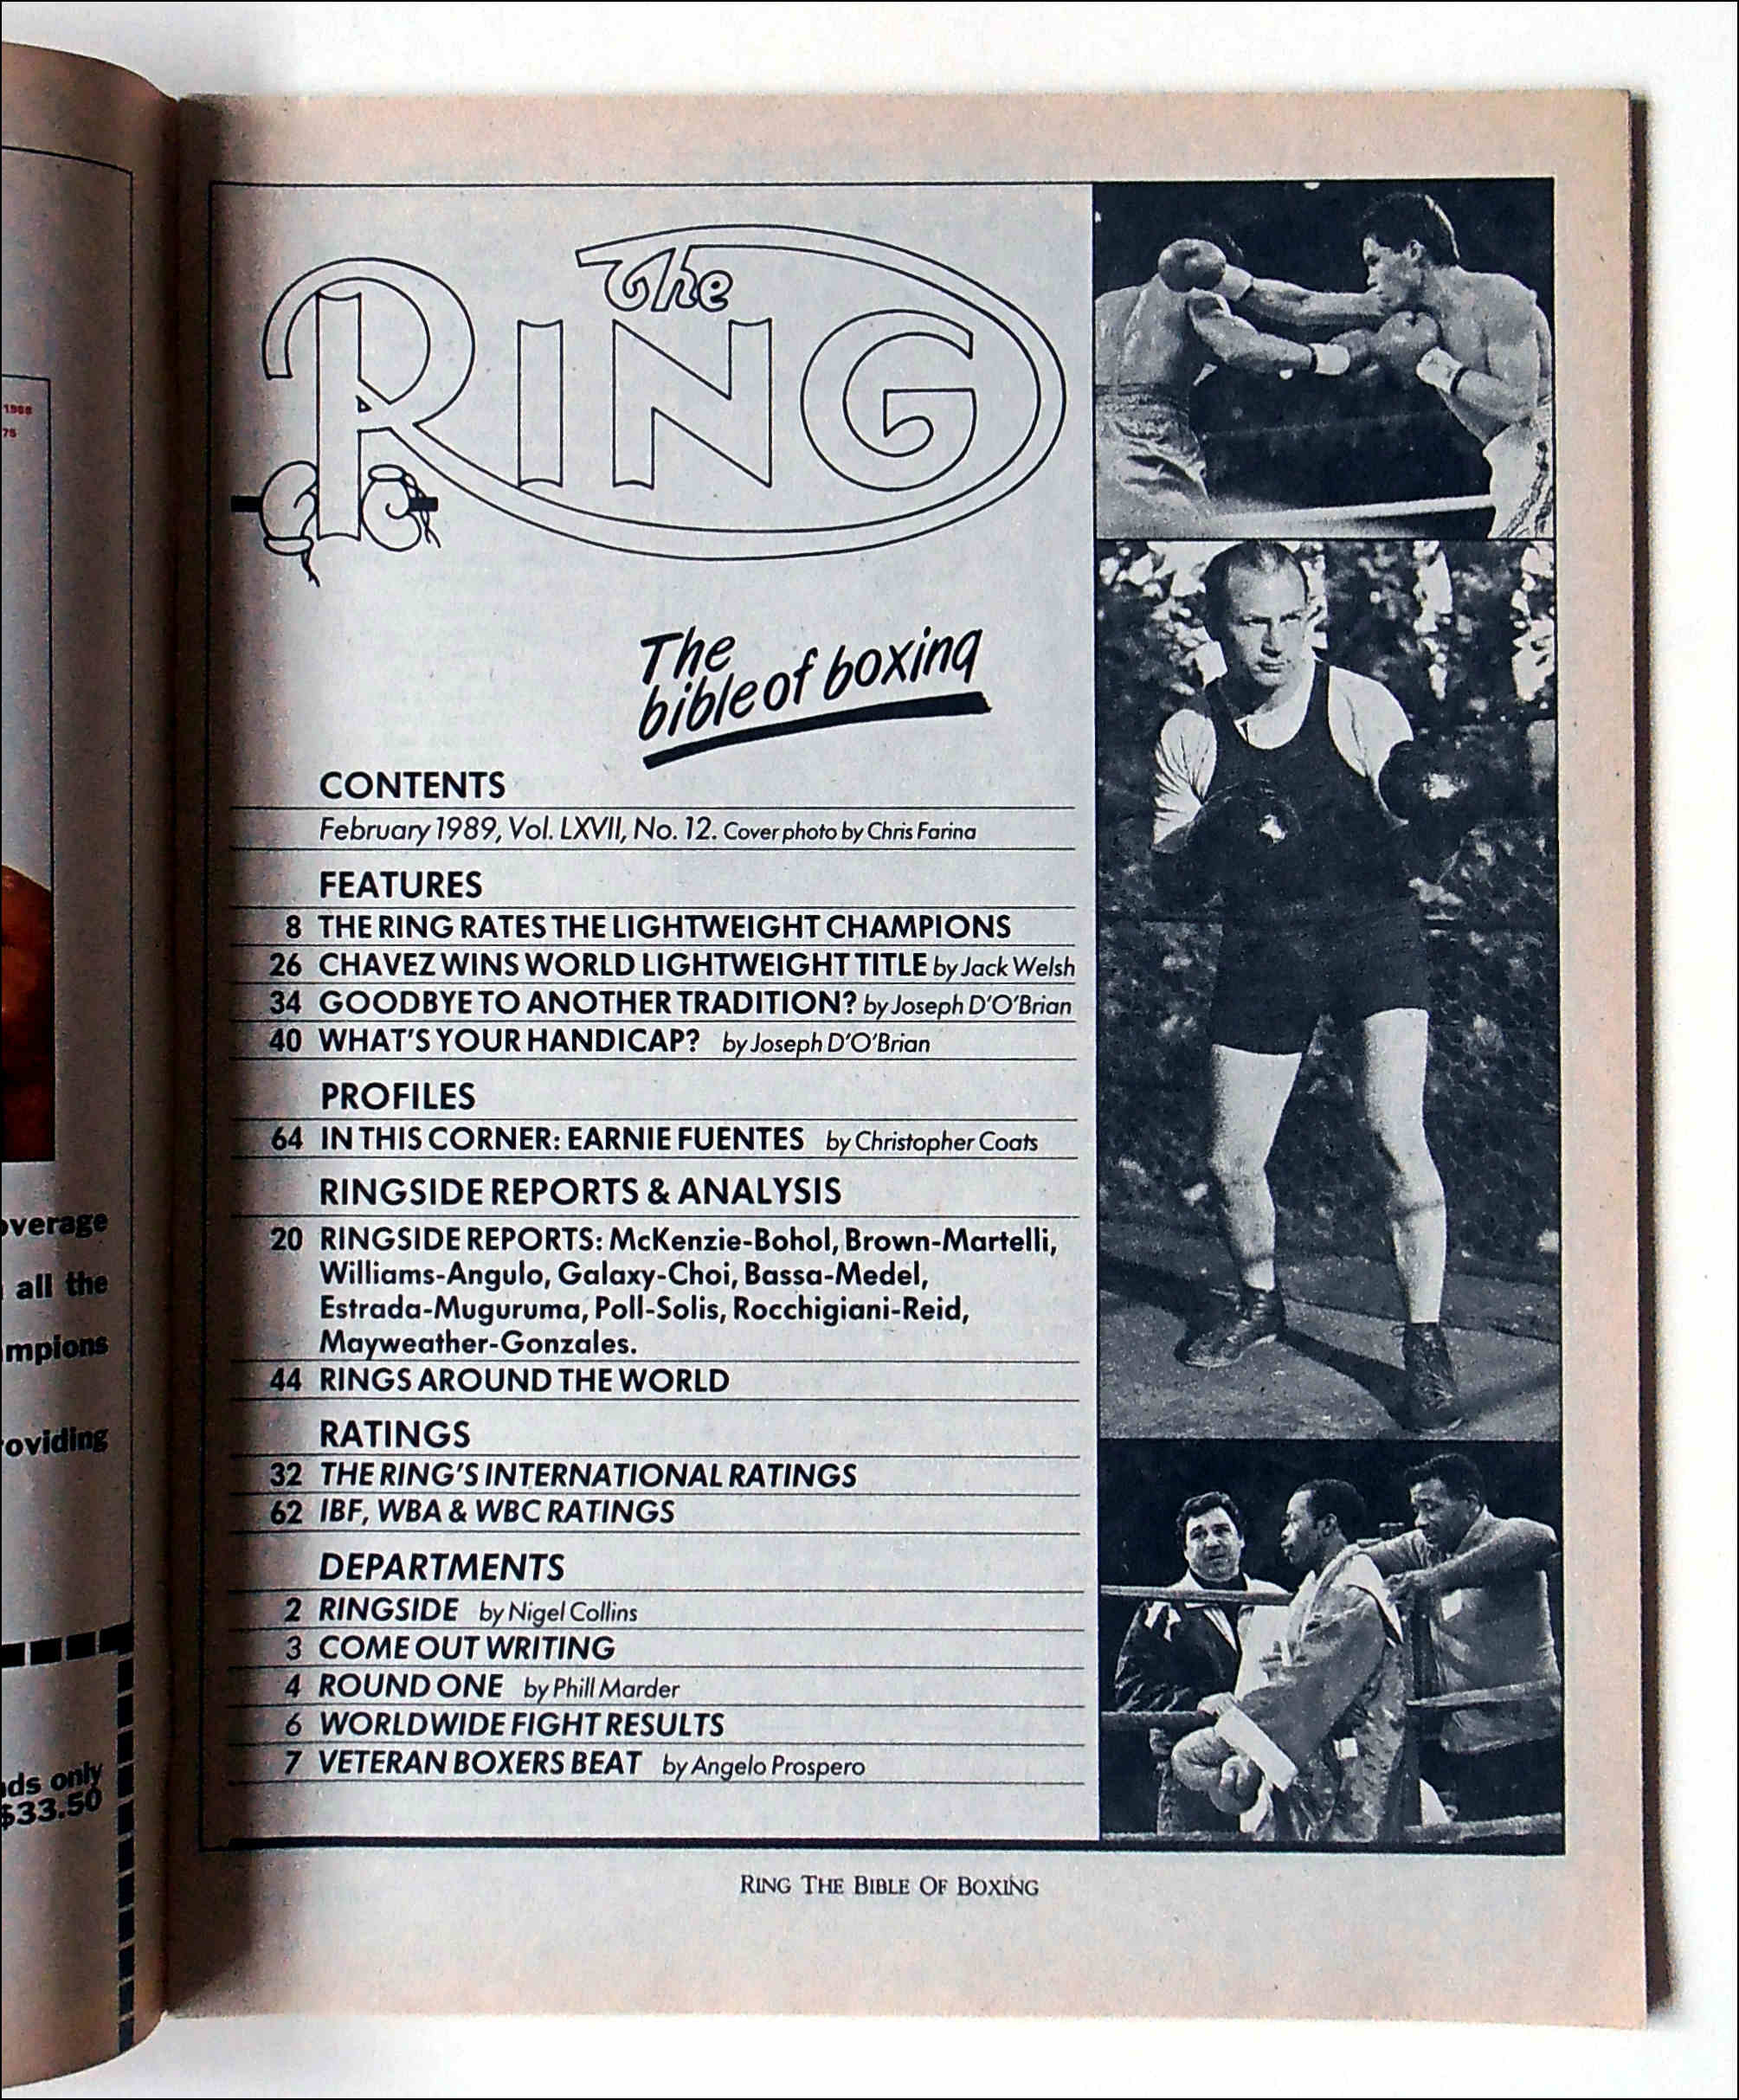 1988
75
overage
all the
mpions
oviding
ds only
$33.50
The
RING
The
bible of boxing
CONTENTS
February 1989, Vol. LXVII, No. 12. Cover photo by Chris Farina
FEATURES
8 THE RING RATES THE LIGHTWEIGHT CHAMPIONS
26 CHAVEZ WINS WORLD LIGHTWEIGHT TITLE by Jack Welsh
34 GOODBYE TO ANOTHER TRADITION? by Joseph D'O'Brian
40 WHAT'S YOUR HANDICAP? by Joseph D'O'Brian
PROFILES
64 IN THIS CORNER: EARNIE FUENTES by Christopher Coats
RINGSIDE REPORTS & ANALYSIS
20 RINGSIDE REPORTS: McKenzie-Bohol, Brown-Martelli,
Williams-Angulo, Galaxy-Choi, Bassa-Medel,
Estrada-Muguruma, Poll-Solis, Rocchigiani-Reid,
Mayweather-Gonzales.
44 RINGS AROUND THE WORLD
RATINGS
32 THE RING'S INTERNATIONAL RATINGS
62 IBF, WBA & WBC RATINGS
DEPARTMENTS
2 RINGSIDE by Nigel Collins
3 COME OUT WRITING
4 ROUND ONE by Phill Marder
6 WORLDWIDE FIGHT RESULTS
7 VETERAN BOXERS BEAT by Angelo Prospero
RING THE BIBLE OF BOXING